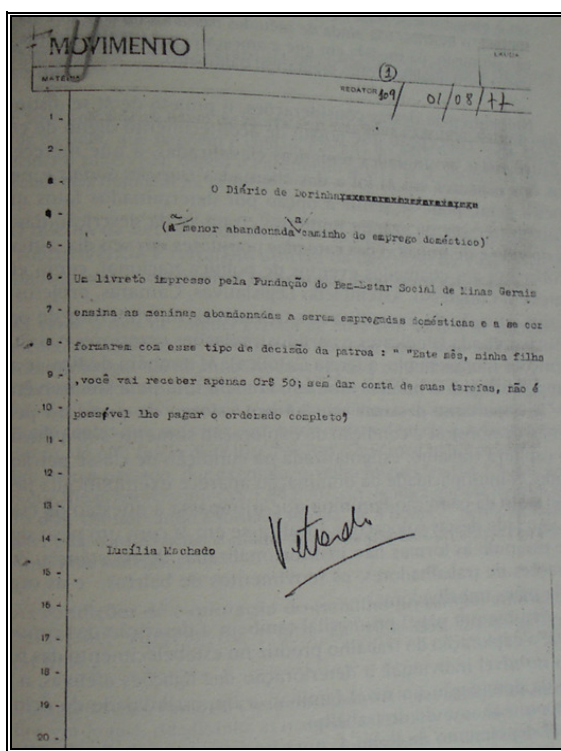 MOVIMENTO
LAUDA
MATÉRIA
REDATOR 109/ 01/08/77
①
1 -
2 -
O Diário de Dorinha
(a menor abandonada a caminho do emprego doméstico)
5 -
6 - Um livreto impresso pela Fundação do Bem-Estar Social de Minas Gerais
7 - ensina as meninas abandonadas a serem empregadas domésticas e a se con
8 - formarem com esse tipo de decisão da patroa : " "Este mês, minha filha
9 - ,você vai receber apenas Cr$ 50; sem dar conta de suas tarefas, não é
10 - possível lhe pagar o ordenado completo"
11 -
12 -
13 -
14 -
Lucília Machado
Vetado
15 -
16 -
17 -
18 -
19 -
20 -